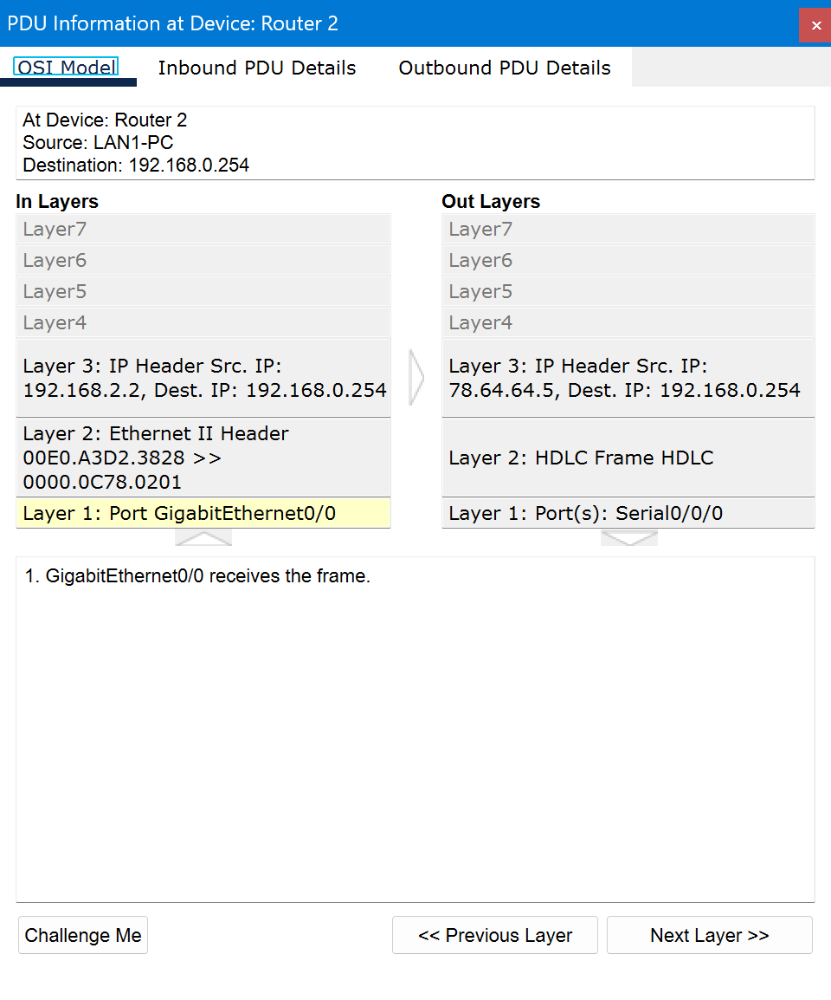 PDU Information at Device: Router 2
×
OSI Model
Inbound PDU Details
Outbound PDU Details
At Device: Router 2
Source: LAN1-PC
Destination: 192.168.0.254
In Layers
Layer7
Layer6
Layer5
Layer4
Layer 3: IP Header Src. IP:
192.168.2.2, Dest. IP: 192.168.0.254
Layer 2: Ethernet II Header
00E0.A3D2.3828 >>
0000.0C78.0201
Layer 1: Port GigabitEthernet0/0
Out Layers
Layer7
Layer6
Layer5
Layer4
Layer 3: IP Header Src. IP:
78.64.64.5, Dest. IP: 192.168.0.254
Layer 2: HDLC Frame HDLC
Layer 1: Port(s): Serial0/0/0
1. GigabitEthernet0/0 receives the frame.
Challenge Me
<< Previous Layer
Next Layer >>